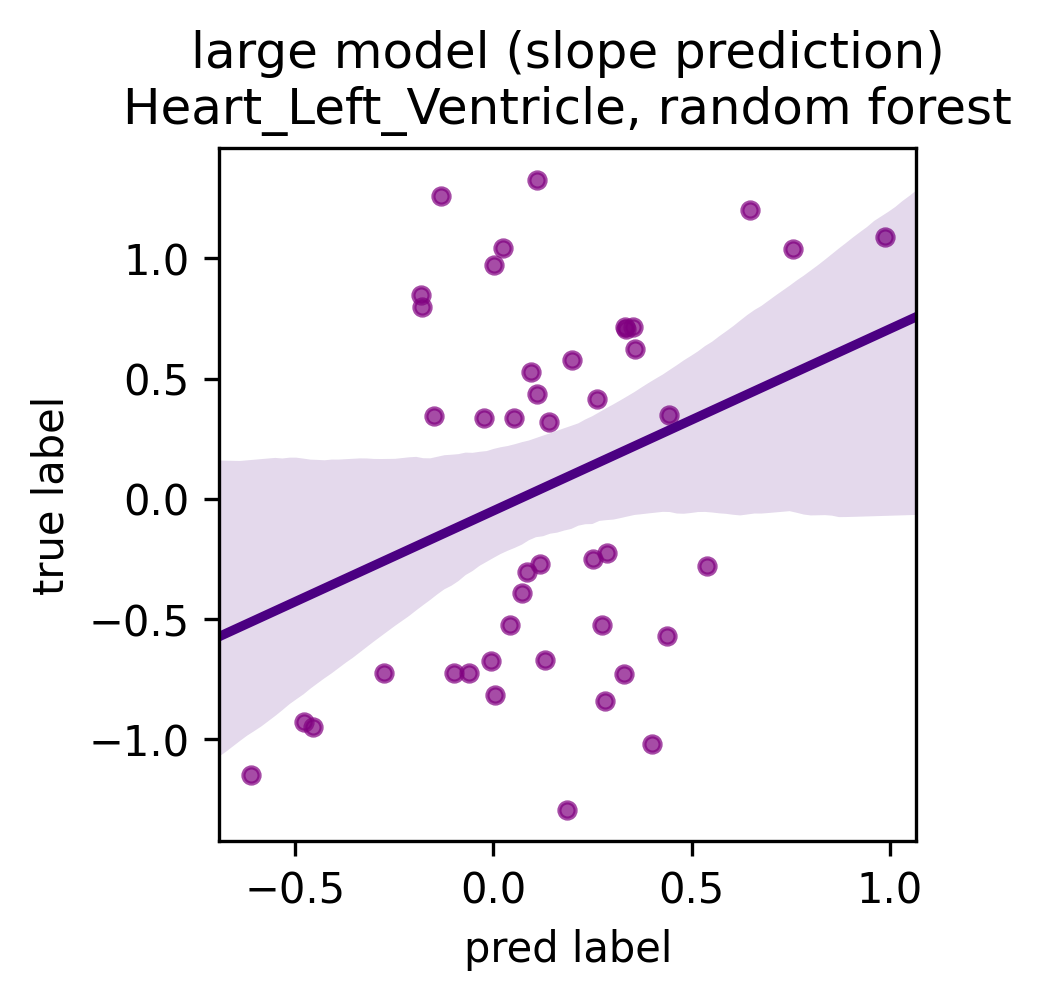 large model (slope prediction)
Heart_Left_Ventricle, random forest
1.0
0.5
0.0
−0.5
−1.0
true label
−0.5
0.0
0.5
1.0
pred label